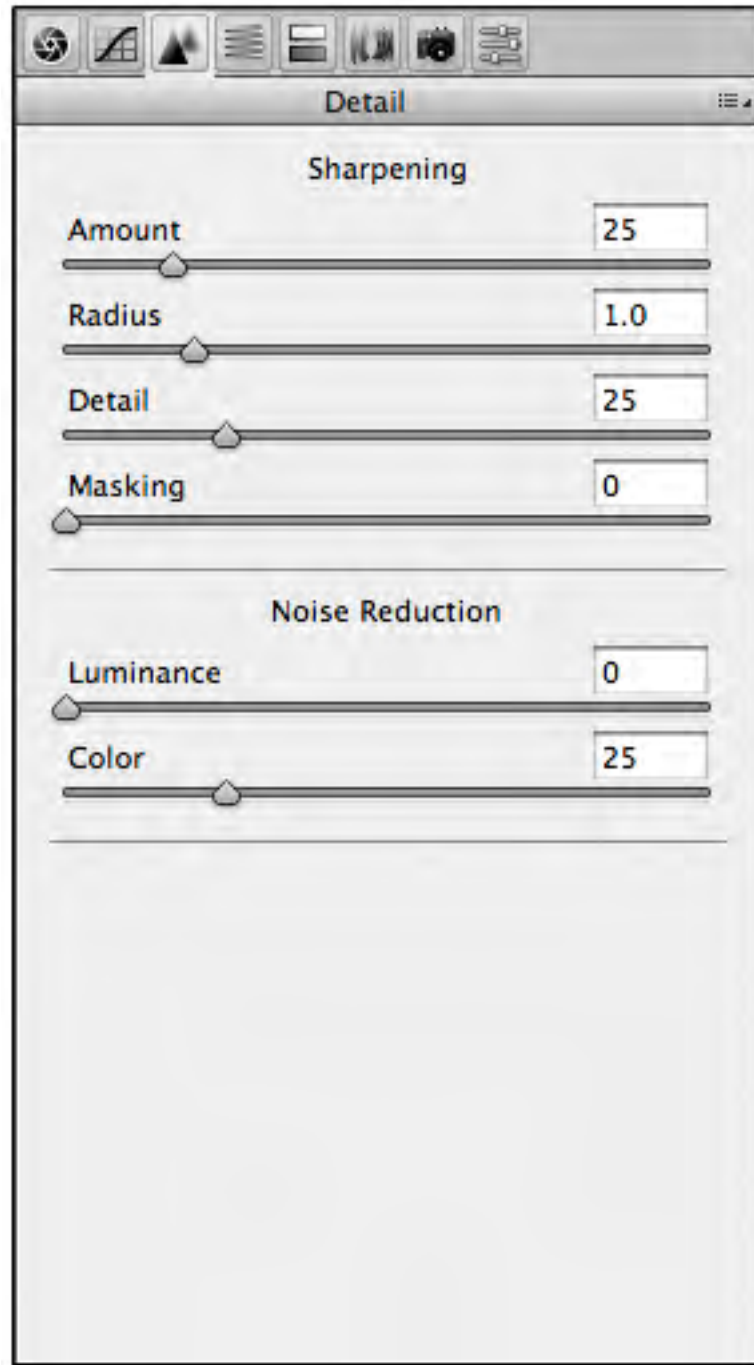 Detail
Sharpening
Amount 25
Radius 1.0
Detail 25
Masking 0
Noise Reduction
Luminance 0
Color 25